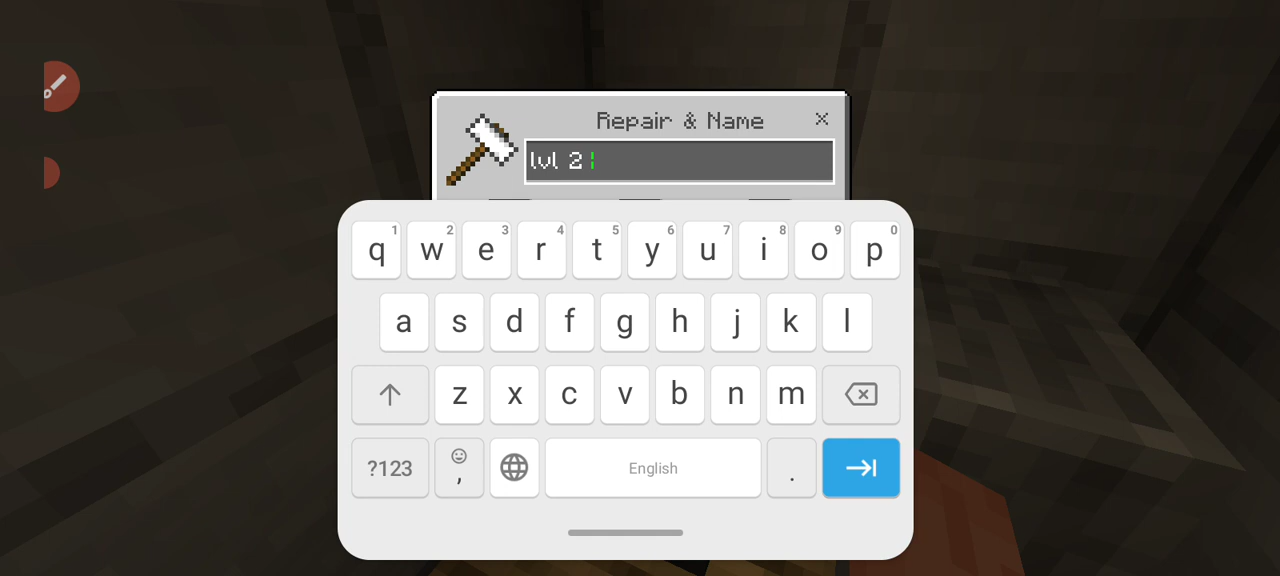 Repair & Name
lvl 2
q 1 w 2 e 3 r 4 t 5 y 6 u 7 i 8 o 9 p 0
a s d f g h j k l
z x c v b n m
?123 , English .